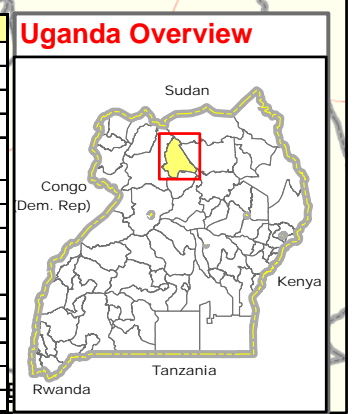 Uganda Overview
Sudan
Congo
(Dem. Rep)
Kenya
Tanzania
Rwanda